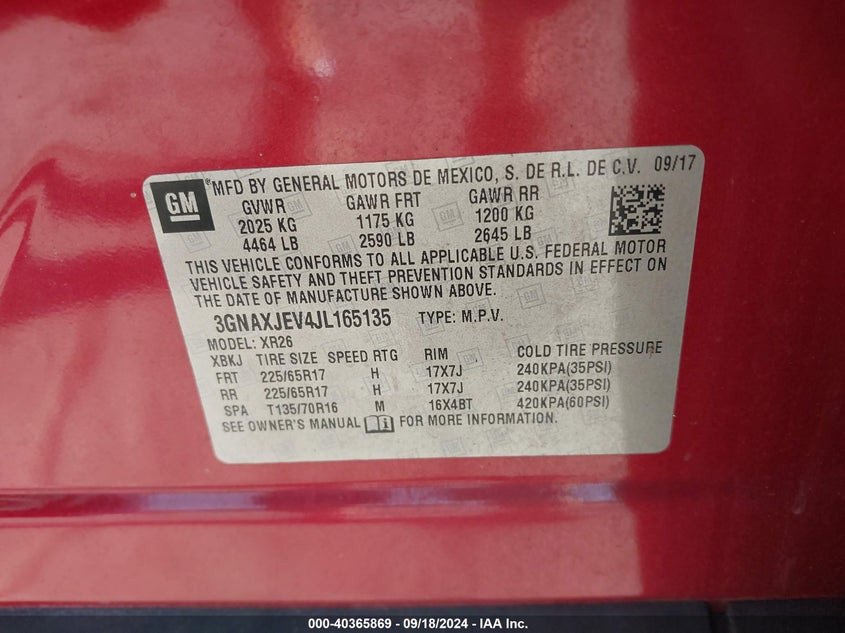 GM
®MFD BY GENERAL MOTORS DE MEXICO, S. DE R.L. DE C.V. 09/17
GVWR GAWR FRT GAWR RR
2025 KG 1175 KG 1200 KG
4464 LB 2590 LB 2645 LB
THIS VEHICLE CONFORMS TO ALL APPLICABLE U.S. FEDERAL MOTOR
VEHICLE SAFETY AND THEFT PREVENTION STANDARDS IN EFFECT ON
THE DATE OF MANUFACTURE SHOWN ABOVE.
3GNAXJEV4JL165135 TYPE: M.P.V.
MODEL: XR26
XBKJ TIRE SIZE SPEED RTG RIM COLD TIRE PRESSURE
FRT 225/65R17 H 17X7J 240KPA(35PSI)
RR 225/65R17 H 17X7J 240KPA(35PSI)
SPA T135/70R16 M 16X4BT 420KPA(60PSI)
SEE OWNER'S MANUAL FOR MORE INFORMATION.
000-40365869 - 09/18/2024 - IAA Inc.